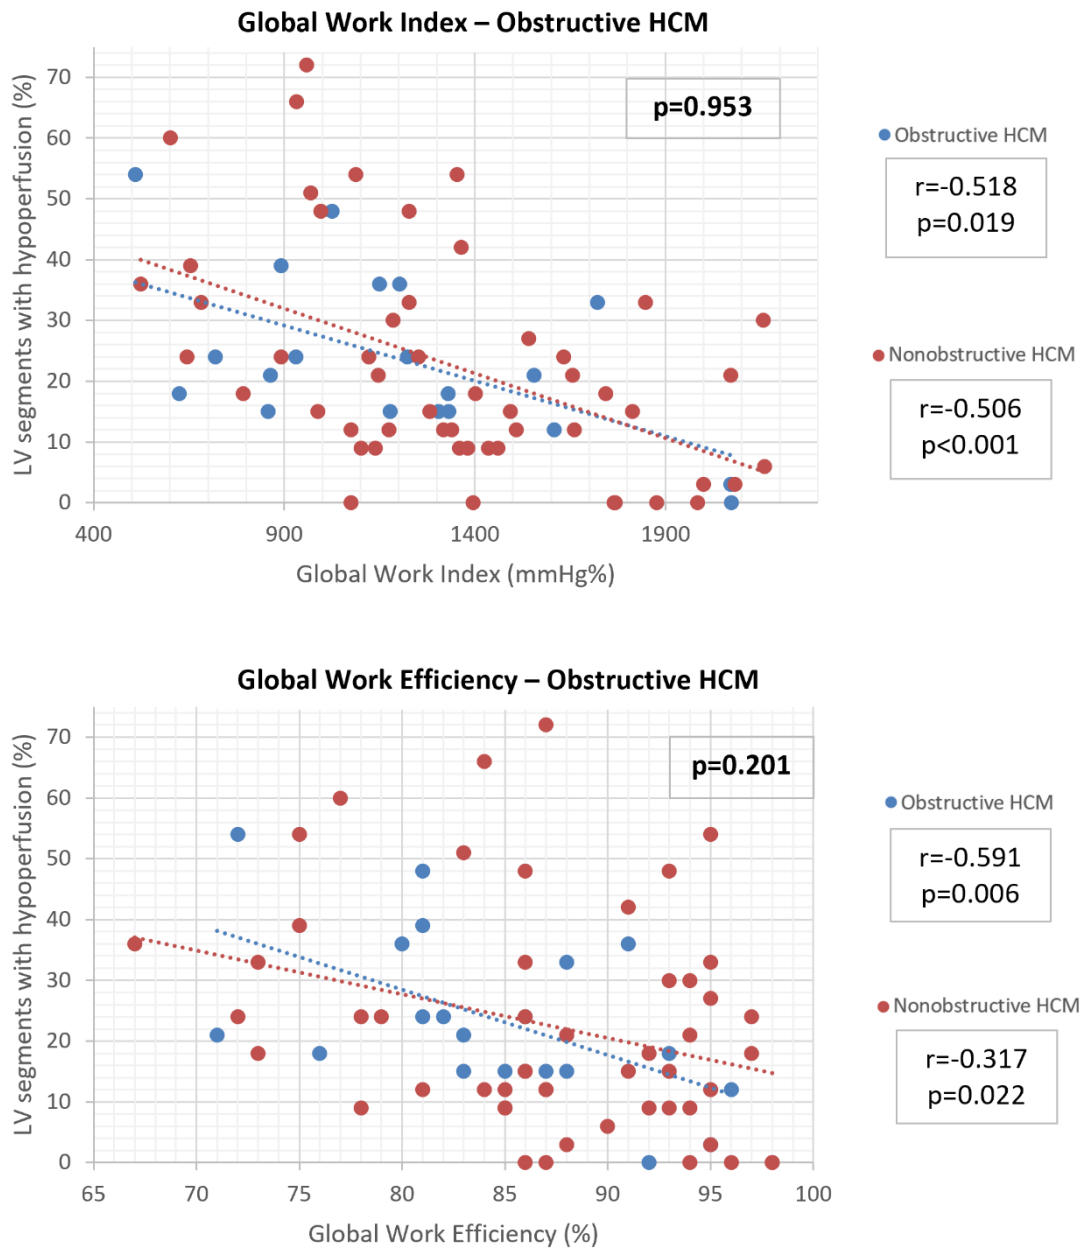 Global Work Index – Obstructive HCM
LV segments with hypoperfusion (%)
70
60
50
40
30
20
10
0
400
900
1400
1900
Global Work Index (mmHg%)
p=0.953
Obstructive HCM
r=-0.518
p=0.019
Nonobstructive HCM
r=-0.506
p<0.001
Global Work Efficiency – Obstructive HCM
LV segments with hypoperfusion (%)
70
60
50
40
30
20
10
0
65
70
75
80
85
90
95
100
Global Work Efficiency (%)
p=0.201
Obstructive HCM
r=-0.591
p=0.006
Nonobstructive HCM
r=-0.317
p=0.022